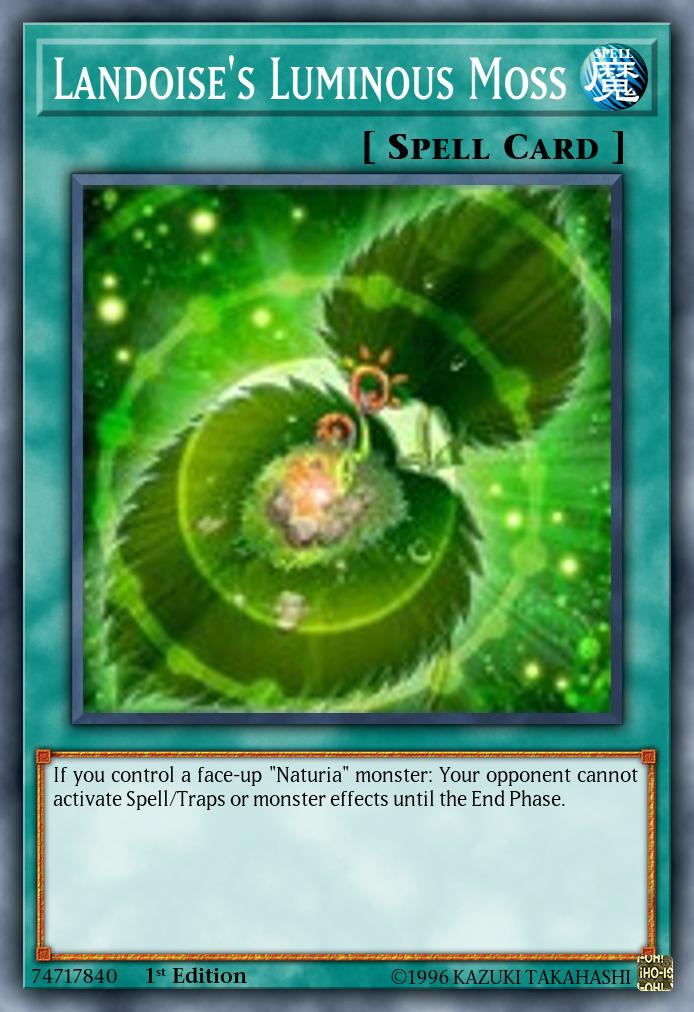 LANDOISE'S LUMINOUS MOSS
SPELL
魔
[ SPELL CARD ]
If you control a face-up "Naturia" monster: Your opponent cannot
activate Spell/Traps or monster effects until the End Phase.
74717840 1st Edition ©1996 KAZUKI TAKAHASHI